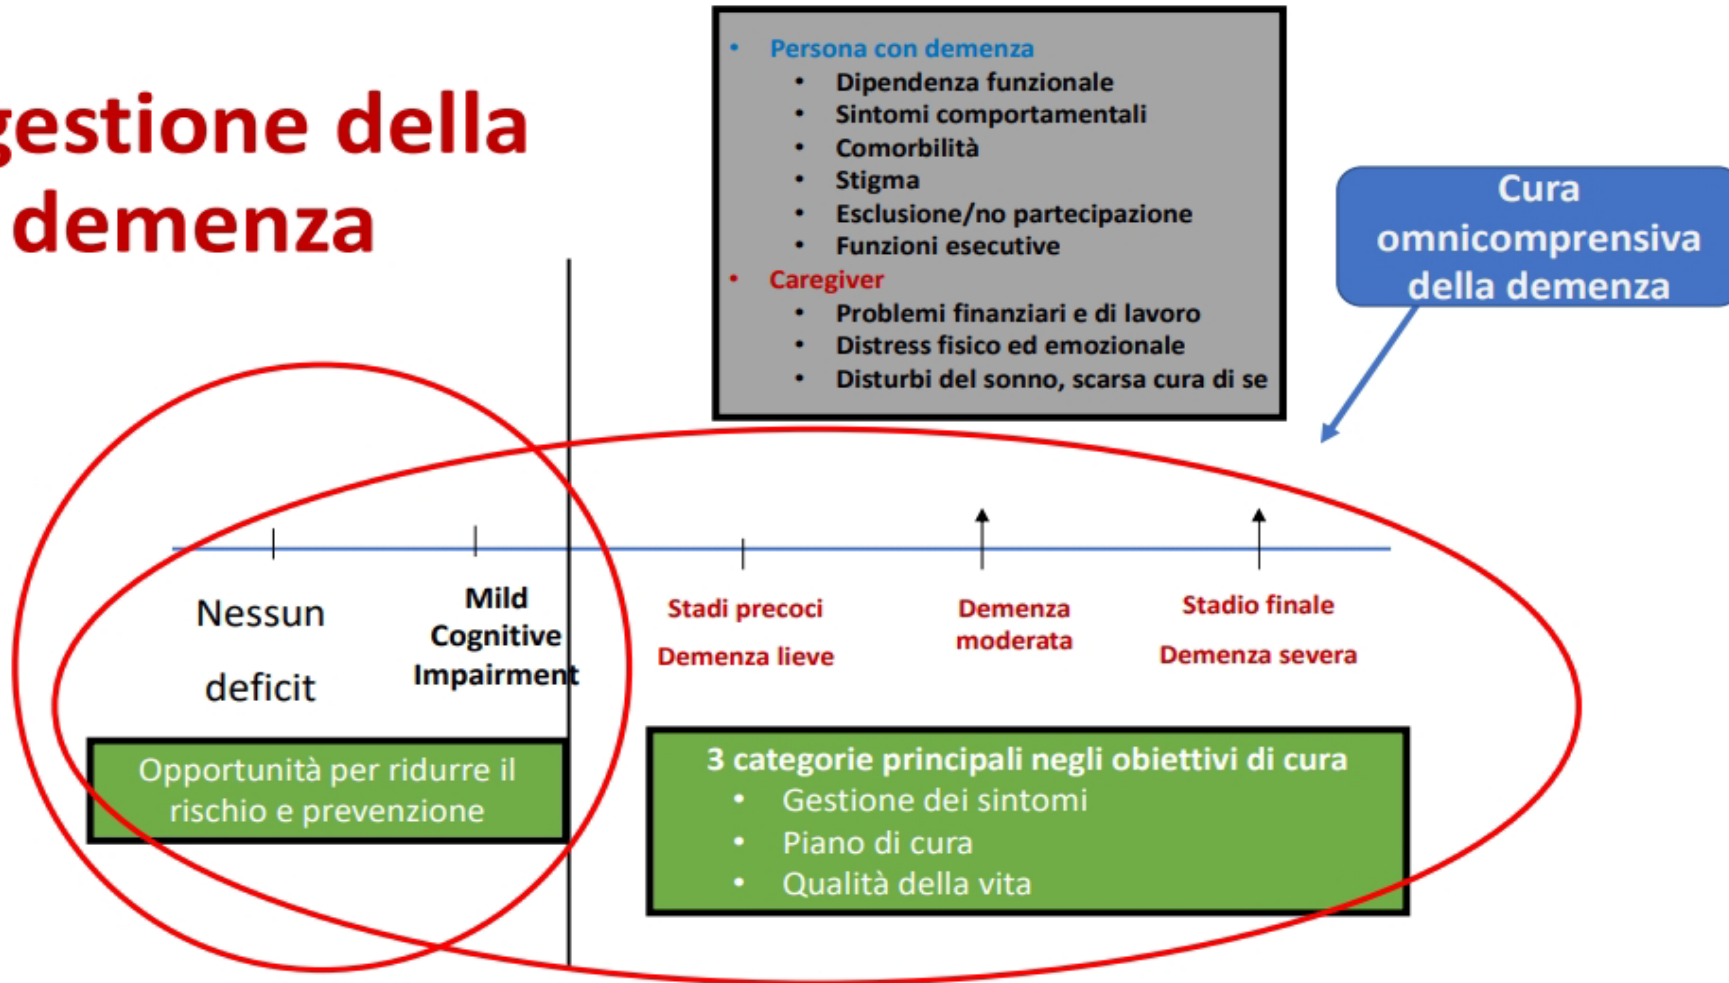 gestione della
demenza
• Persona con demenza
• Dipendenza funzionale
• Sintomi comportamentali
• Comorbilità
• Stigma
• Esclusione/no partecipazione
• Funzioni esecutive
• Caregiver
• Problemi finanziari e di lavoro
• Distress fisico ed emozionale
• Disturbi del sonno, scarsa cura di se
Cura
omnicomprensiva
della demenza
Nessun
deficit
Mild
Cognitive
Impairment
Stadi precoci
Demenza lieve
Demenza
moderata
Stadio finale
Demenza severa
Opportunità per ridurre il
rischio e prevenzione
3 categorie principali negli obiettivi di cura
• Gestione dei sintomi
• Piano di cura
• Qualità della vita